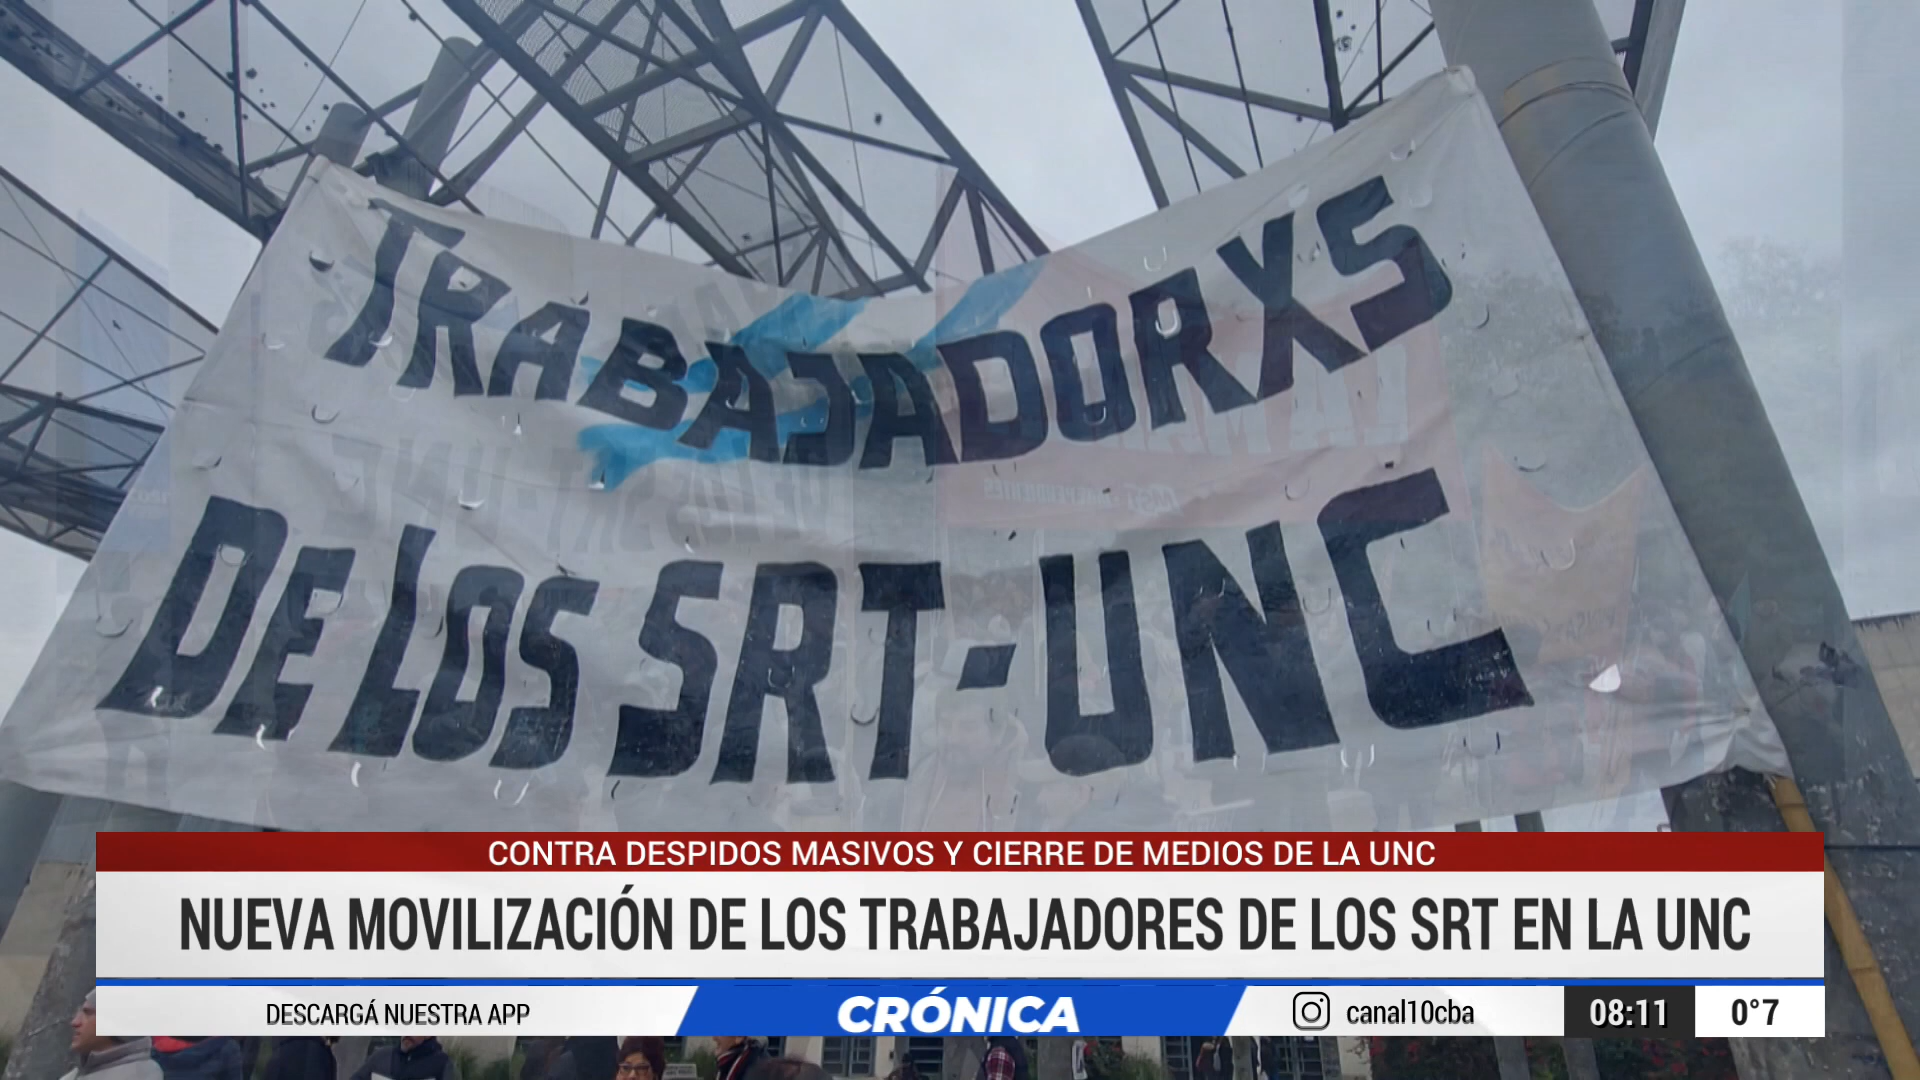 TRABAJADORXS
DE LOS SRT-UNC
CONTRA DESPIDOS MASIVOS Y CIERRE DE MEDIOS DE LA UNC
NUEVA MOVILIZACIÓN DE LOS TRABAJADORES DE LOS SRT EN LA UNC
DESCARGÁ NUESTRA APP
CRÓNICA
canal10cba
08:11
0°7